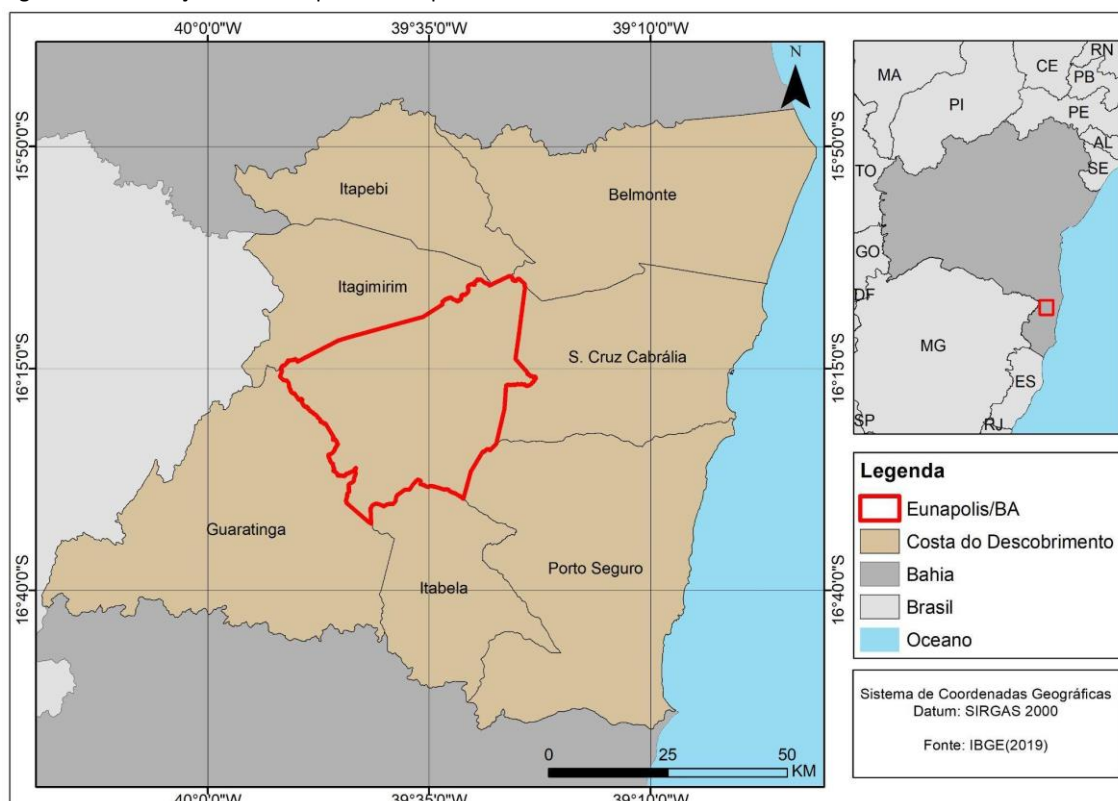 40°0'0"W 39°35'0"W 39°10'0"W
N
MA
CE
RN
PB
PI
PE
AL
SE
TO
GO
DF
MG
ES
SP
RJ
15°50'0"S
15°50'0"S
Itapebi
Belmonte
Itagimirim
S. Cruz Cabrália
16°15'0"S
16°15'0"S
Guaratinga
Porto Seguro
Itabela
16°40'0"S
16°40'0"S
0 25 50
KM
Legenda
Eunapolis/BA
Costa do Descobrimento
Bahia
Brasil
Oceano
Sistema de Coordenadas Geográficas
Datum: SIRGAS 2000
Fonte: IBGE(2019)
40°0'0"W 39°35'0"W 39°10'0"W